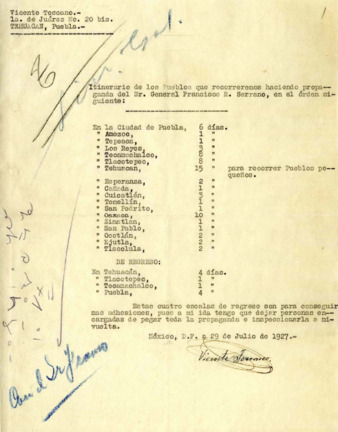 Vicente Toscano.-
1a. de Juárez No. 20 bis.
TEHUACAN, Puebla.-
1
Itinerario de los Pueblos que recorreremos haciendo propa-
ganda del Sr. General Francisco R. Serrano, en el órden si-
guiente:
En la Ciudad de Puebla, 6 días.
" Amozoc, 1 "
" Tepeaca, 1 "
" Los Reyes, 3 "
" Tecamachalco, 8 "
" Tlacotepec, 8 "
" Tehuacan, 15 " para recorrer Pueblos pe-
queños.
" Esperanza, 2 "
" Cañada, 1 "
" Cuicatlán, 3 "
" Tomellín, 1 "
" San Pedrito, 1 "
" Oaxaca, 10 "
" Zimatlan, 1 "
" San Pablo, 1 "
" Ocotlán, 2 "
" Ejutla, 2 "
" Tlacolula, 2 "
DE REGRESO:
En Tehuacán, 4 días.
" Tlacotepec, 1 "
" Tecamachalco, 1 "
" Puebla, 4 "
Estas cuatro escalas de regreso son para conseguir
mas adhesiones, pues a mi ida tengo que dejar personas en-
cargadas de pegar toda la propaganda e inspeccionarla a mi
vuelta.
México, D.F. a 29 de Julio de 1927.-
Vicente Toscano